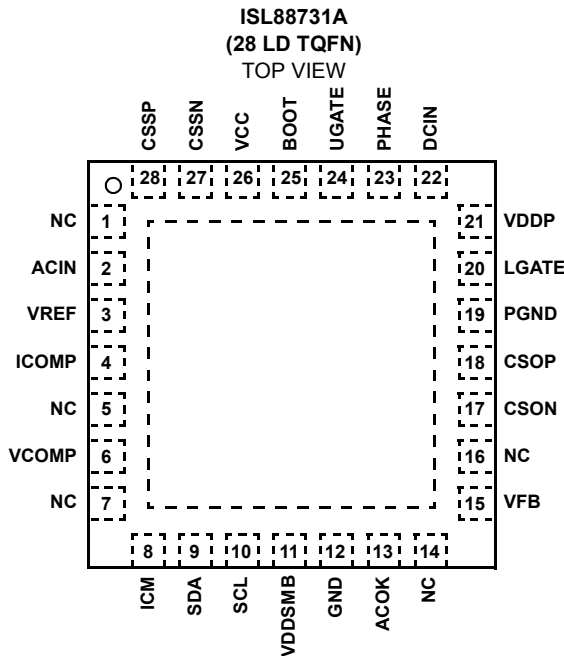 ISL88731A
(28 LD TQFN)
TOP VIEW
CSSP
CSSN
VCC
BOOT
UGATE
PHASE
DCIN
28 27 26 25 24 23 22
NC 1
ACIN 2
VREF 3
ICOMP 4
NC 5
VCOMP 6
NC 7
21 VDDP
20 LGATE
19 PGND
18 CSOP
17 CSON
16 NC
15 VFB
8 9 10 11 12 13 14
ICM
SDA
SCL
VDDSMB
GND
ACOK
NC